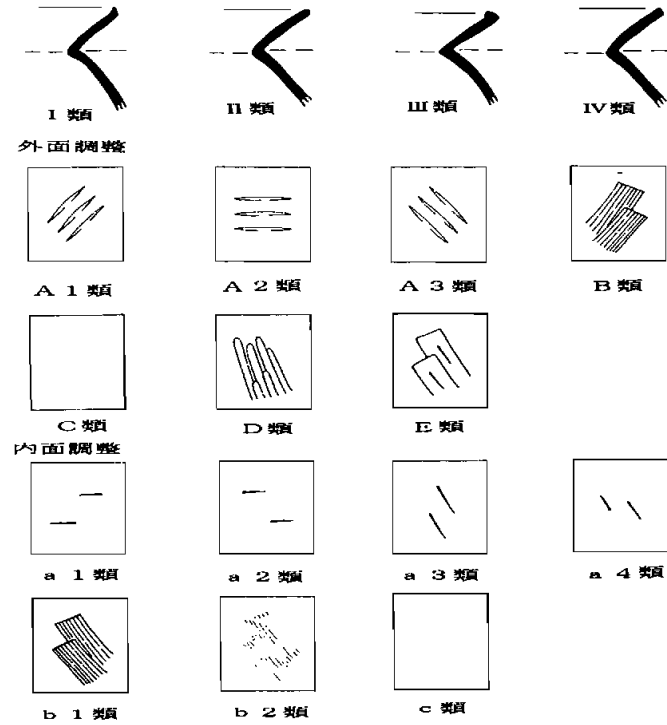 I 類 II 類 III 類 IV 類
外面調整
A 1 類 A 2 類 A 3 類 B 類
C 類 D 類 E 類
内面調整
a 1 類 a 2 類 a 3 類 a 4 類
b 1 類 b 2 類 c 類